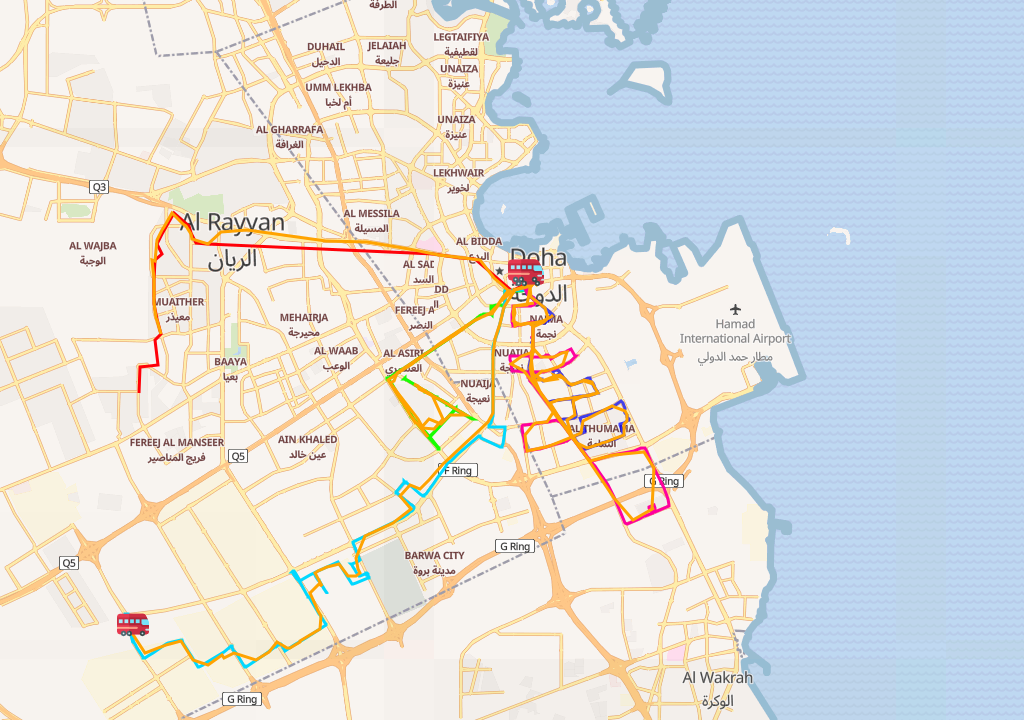 الطرفة
DUHAIL
الدحيل
JELAIAH
جليعة
LEGTAIFIYA
لقطيفية
UNAIZA
عنيزة
UMM LEKHBA
أم لخبا
UNAIZA
عنيزة
AL GHARRAFA
الغرافة
LEKHWAIR
لخوير
Q3
AL MESSILA
المسيلة
Al Rayyan
الريان
AL WAJBA
الوجبة
AL BIDDA
البدع
Doha
الدوحة
AL SAD
السد
DD
MUAITHER
معيذر
MEHAIRJA
محيرجة
FEREEJ A
النصر
NAJMA
نجمة
Hamad
International Airport
مطار حمد الدولي
AL WAAB
الوعب
AL ASIRI
العسيري
NUAIJA
BAAYA
بعيا
NUAIJA
نعيجة
AL THUMAMA
الثمامة
FEREEJ AL MANSEER
فريج المناصير
AIN KHALED
عين خالد
Q5
F Ring
G Ring
G Ring
BARWA CITY
مدينة بروة
Q5
G Ring
Al Wakrah
الوكرة